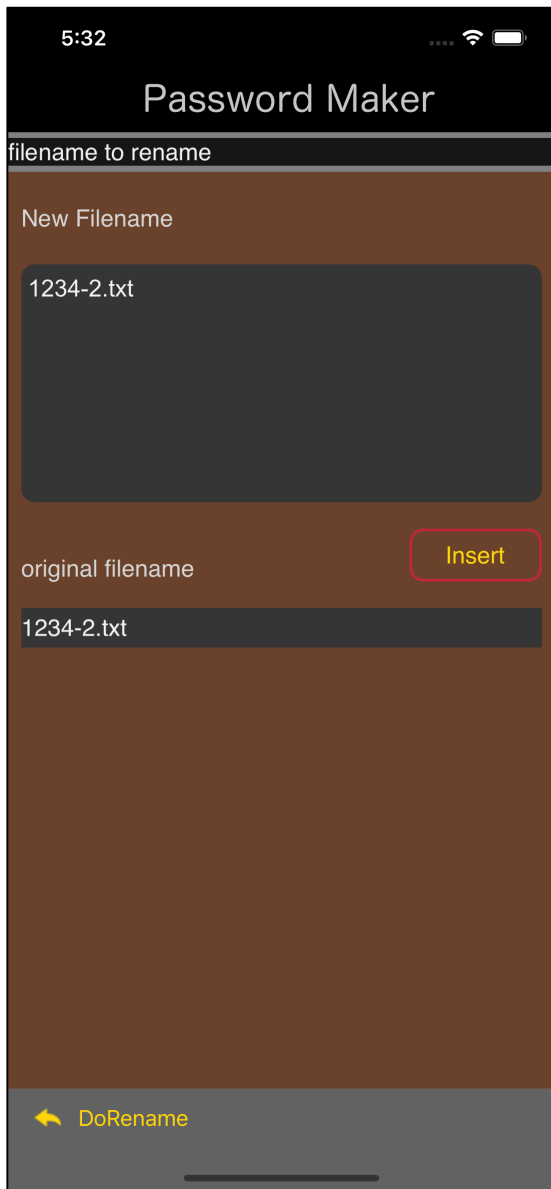 5:32
Password Maker
filename to rename
New Filename
1234-2.txt
Insert
original filename
1234-2.txt
DoRename